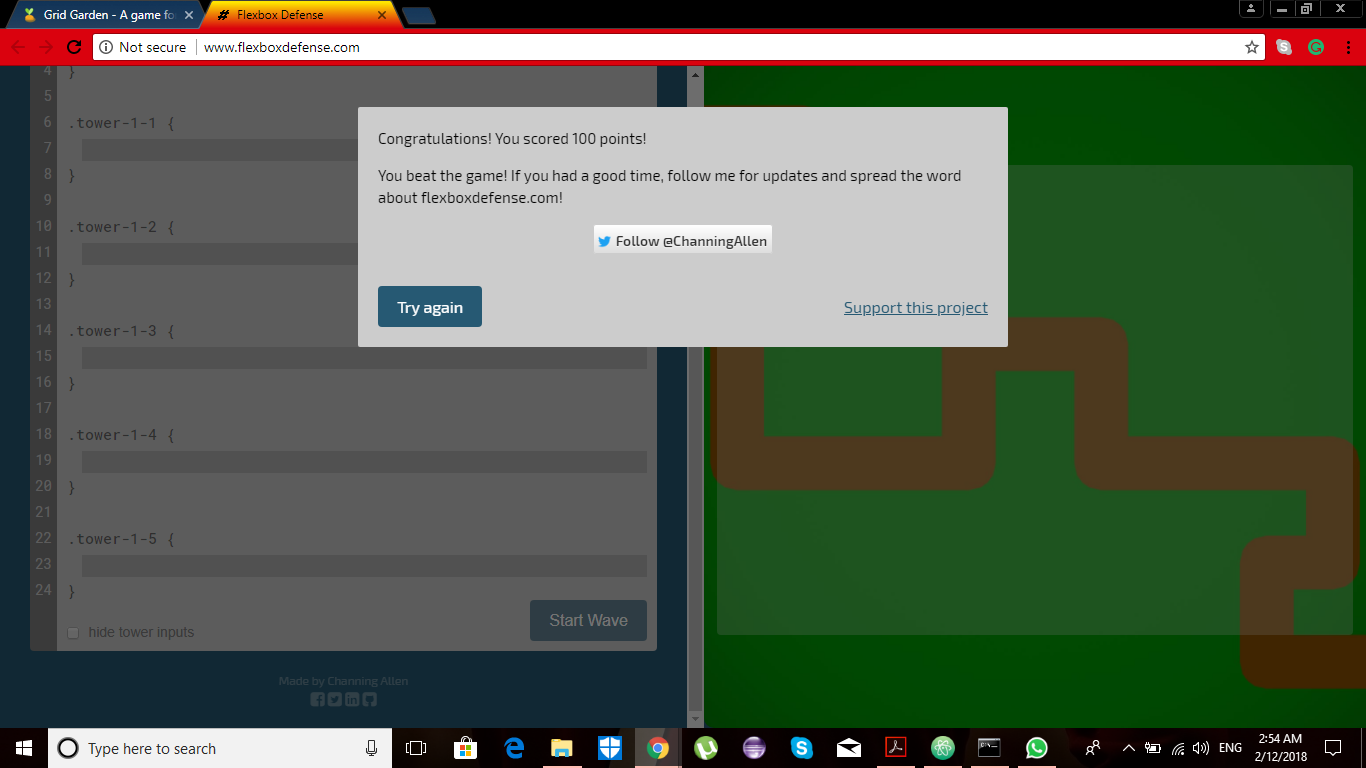 Grid Garden - A game fo
Flexbox Defense
Not secure
www.flexboxdefense.com
4 }
5
6 .tower-1-1 {
7
8 }
9
10 .tower-1-2 {
11
12 }
13
14 .tower-1-3 {
15
16 }
17
18 .tower-1-4 {
19
20 }
21
22 .tower-1-5 {
23
24 }
hide tower inputs
Start Wave
Made by Channing Allen
Congratulations! You scored 100 points!
You beat the game! If you had a good time, follow me for updates and spread the word
about flexboxdefense.com!
Follow @ChanningAllen
Try again
Support this project
Type here to search
ENG
2:54 AM
2/12/2018